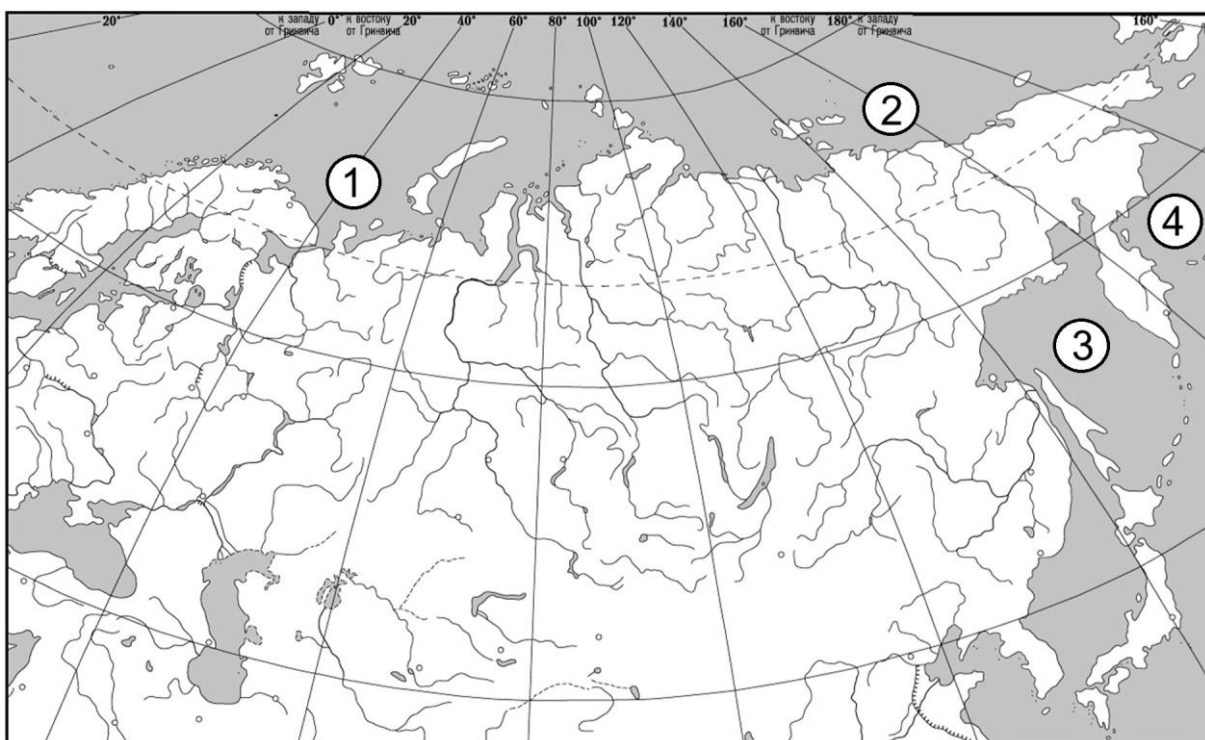 20° к западу 0° к востоку 20° 40° 60° 80° 100° 120° 140° 160° к востоку 180° к западу 160°
от Гринвича от Гринвича от Гринвича от Гринвича
2
1
4
3